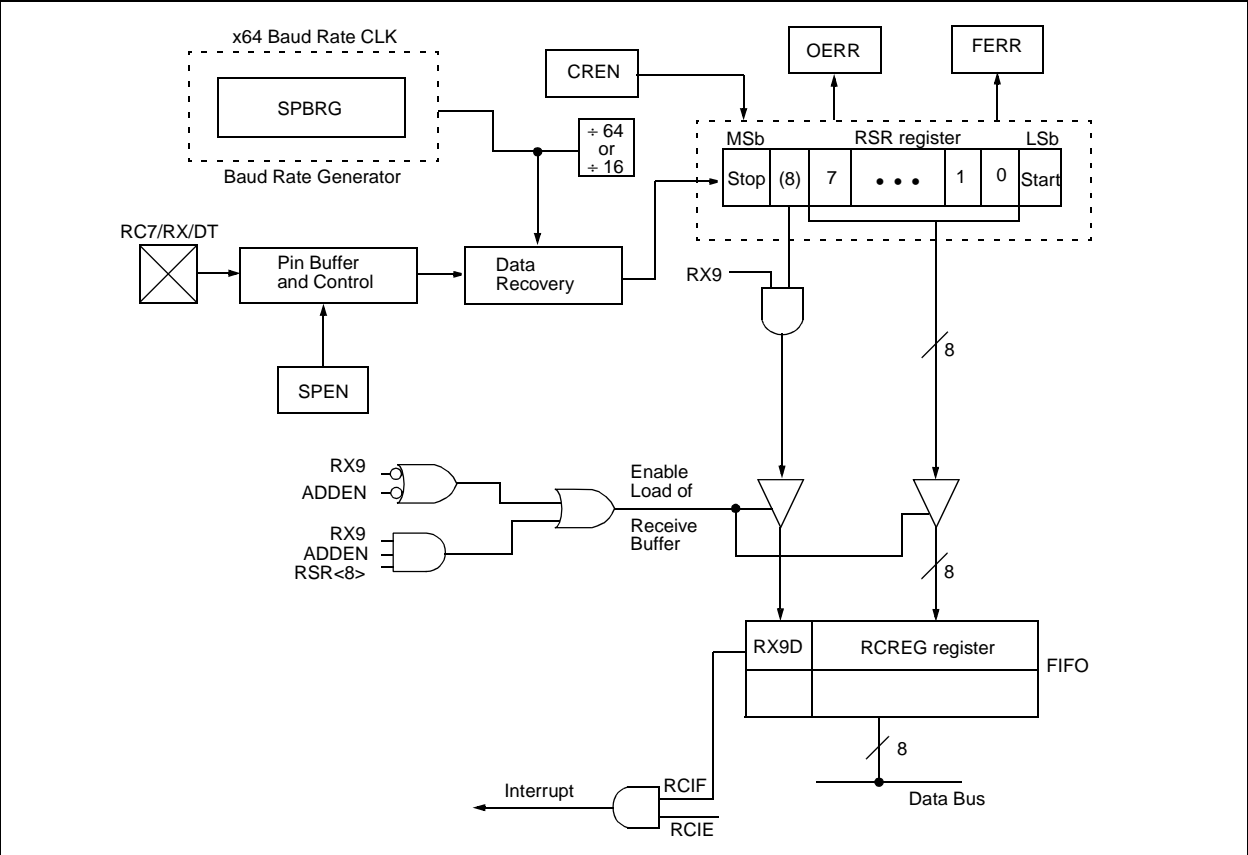 x64 Baud Rate CLK
SPBRG
Baud Rate Generator
CREN
OERR
FERR
÷ 64
or
÷ 16
MSb
RSR register
LSb
Stop
(8)
7
• • •
1
0
Start
RC7/RX/DT
Pin Buffer
and Control
Data
Recovery
RX9
8
SPEN
RX9
ADDEN
RX9
ADDEN
RSR<8>
Enable
Load of
Receive
Buffer
8
RX9D
RCREG register
FIFO
8
Data Bus
Interrupt
RCIF
RCIE